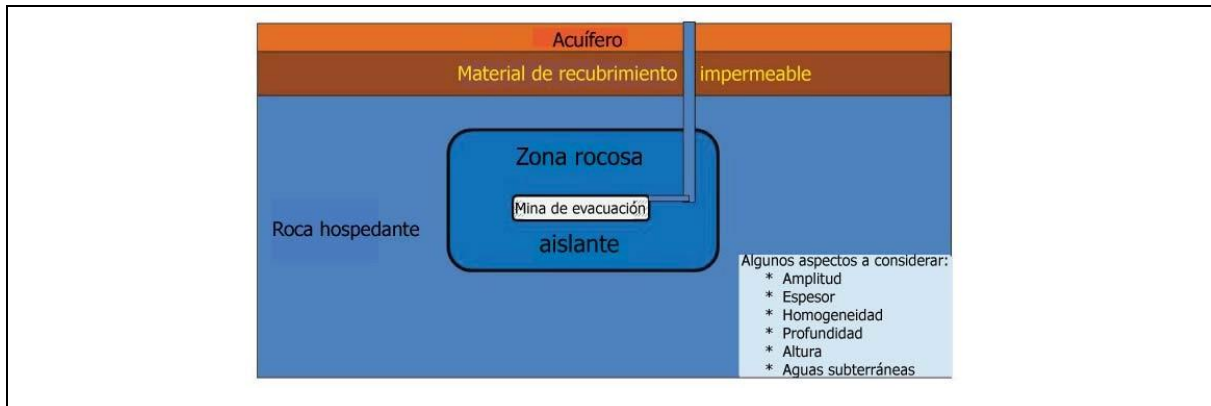 Acuífero
Material de recubrimiento impermeable
Zona rocosa
Mina de evacuación
Roca hospedante
aislante
Algunos aspectos a considerar:
* Amplitud
* Espesor
* Homogeneidad
* Profundidad
* Altura
* Aguas subterráneas